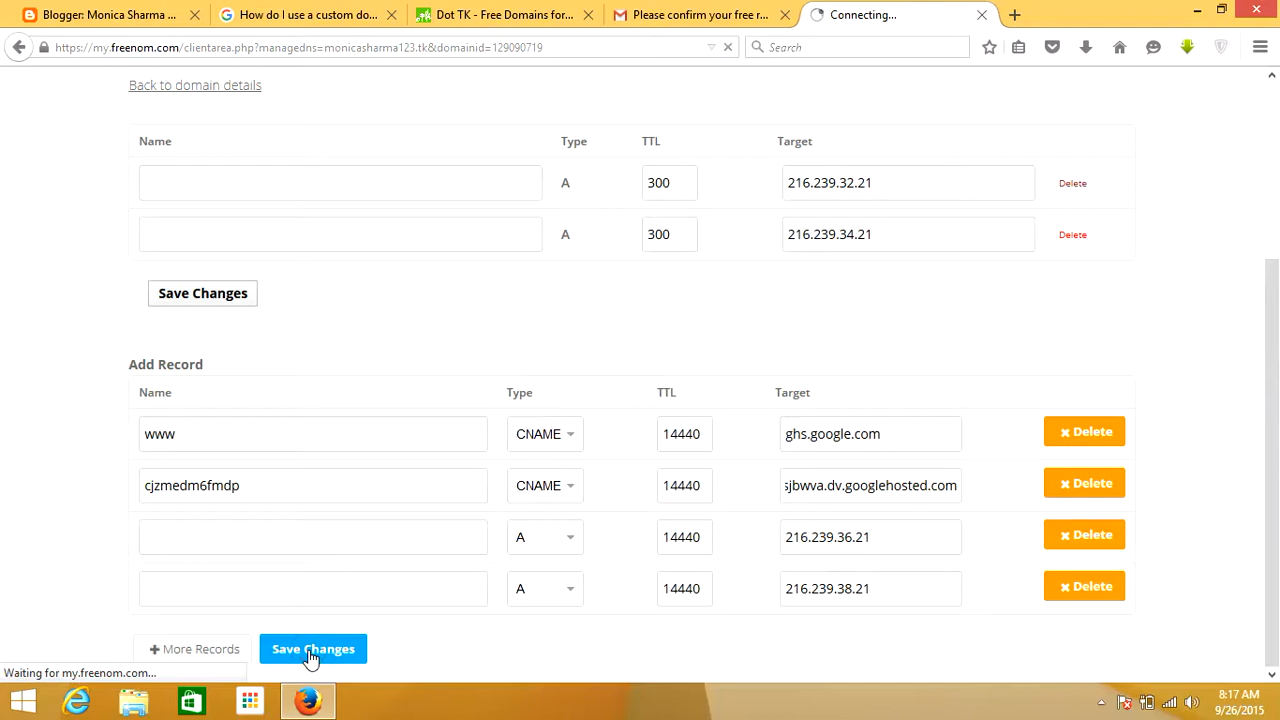 Blogger: Monica Sharma ...
How do I use a custom do...
Dot TK - Free Domains for...
Please confirm your free r...
Connecting...
https://my.freenom.com/clientarea.php?managedns=monicasharma123.tk&domainid=129090719
Search
Back to domain details
Name Type TTL Target
A 300 216.239.32.21 Delete
A 300 216.239.34.21 Delete
Save Changes
Add Record
Name Type TTL Target
www CNAME 14440 ghs.google.com Delete
cjzmedm6fmdp CNAME 14440 sjbwva.dv.googlehosted.com Delete
A 14440 216.239.36.21 Delete
A 14440 216.239.38.21 Delete
More Records Save Changes
Waiting for my.freenom.com...
8:17 AM
9/26/2015